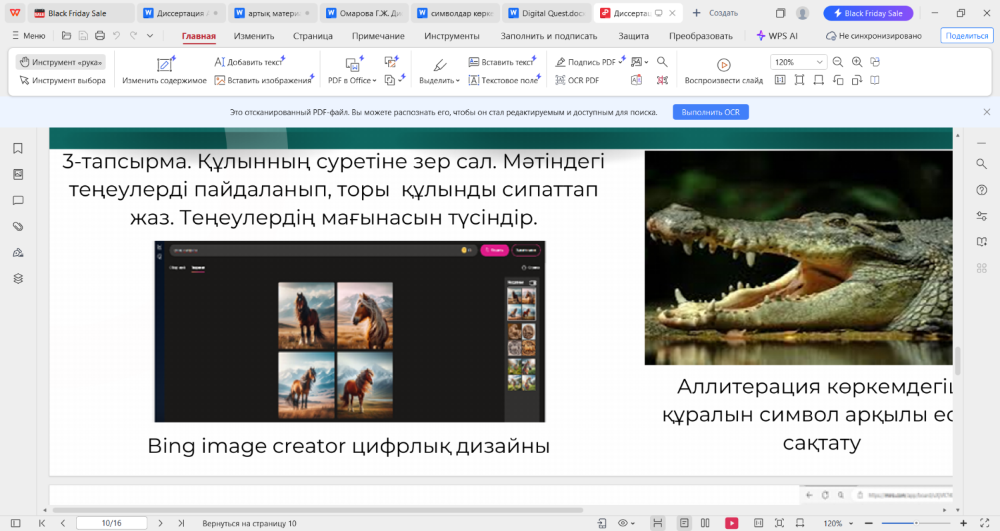 Black Friday Sale
Диссертация
артық матери
Омарова Г.Ж. Ди
символдар көрк
Digital Quest.docx
Диссертац
Создать
Black Friday Sale
Меню
Главная
Изменить
Страница
Примечание
Инструменты
Заполнить и подписать
Защита
Преобразовать
WPS AI
Не синхронизировано
Поделиться
Инструмент «рука»
Инструмент выбора
Изменить содержимое
Добавить текст
Вставить изображения
PDF в Office
Выделить
Вставить текст
Текстовое поле
Подпись PDF
OCR PDF
Воспроизвести слайд
120%
Это отсканированный PDF-файл. Вы можете распознать его, чтобы он стал редактируемым и доступным для поиска.
Выполнить OCR
3-тапсырма. Құлынның суретіне зер сал. Мәтіндегі
теңеулерді пайдаланып, торы құлынды сипаттап
жаз. Теңеулердің мағынасын түсіндір.
Bing image creator цифрлық дизайны
Аллитерация көркемдегі
құралын символ арқылы ес
сақтату
10/16
Вернуться на страницу 10
120%